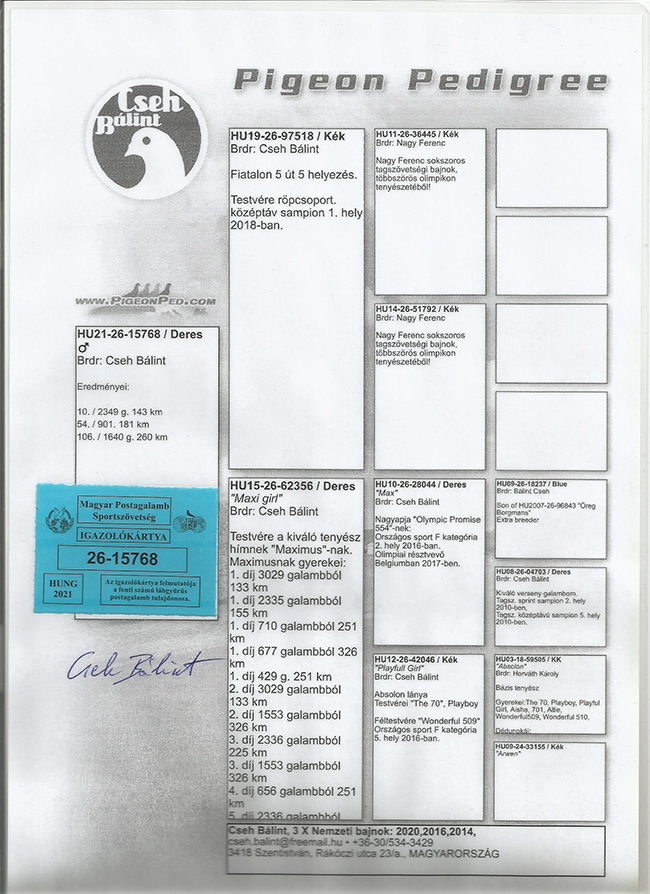 Pigeon Pedigree
Cseh
Bálint
www.PigeonPed.com
HU21-26-15768 / Deres
♂
Brdr: Cseh Bálint
Eredményei:
10. / 2349 g. 143 km
54. / 901. 181 km
106. / 1640 g. 260 km
Magyar Postagalamb
Sportszövetség
IGAZOLÓKÁRTYA
26-15768
HUNG
2021
Az igazolókártya felmutatója
a fenti számú lábgyűrűs
postagalamb tulajdonosa.
Cseh Bálint
HU19-26-97518 / Kék
Brdr: Cseh Bálint
Fiatalon 5 út 5 helyezés.
Testvére röpcsoport.
középtáv sampion 1. hely
2018-ban.
HU15-26-62356 / Deres
"Maxi girl"
Brdr: Cseh Bálint
Testvére a kiváló tenyész
hímnek "Maximus"-nak.
Maximusnak gyerekei:
1. díj 3029 galambból
133 km
1. díj 2335 galambból
155 km
1. díj 710 galambból 251
km
1. díj 677 galambból 326
km
1. díj 429 g. 251 km
2. díj 3029 galambból
133 km
2. díj 1553 galambból
326 km
3. díj 2336 galambból
225 km
3. díj 1553 galambból
326 km
4. díj 656 galambból 251
km
5. díj 2336 galambból
HU11-26-36445 / Kék
Brdr: Nagy Ferenc
Nagy Ferenc sokszoros
tagszövetségi bajnok,
többszörös olimpikon
tenyészetéből!
HU14-26-51792 / Kék
Brdr: Nagy Ferenc
Nagy Ferenc sokszoros
tagszövetségi bajnok,
többszörös olimpikon
tenyészetéből!
HU10-26-28044 / Deres
"Max"
Brdr: Cseh Bálint
Nagyapja "Olympic Promise
554"-nek:
Országos sport F kategória
2. hely 2016-ban.
Olimpiai résztvevő
Belgiumban 2017-ben.
HU12-26-42046 / Kék
"Playfull Girl"
Brdr: Cseh Bálint
Absolon lánya
Testvérei "The 70", Playboy
Féltestvére "Wonderful 509"
Országos sport F kategória
5. hely 2016-ban.
HU09-26-18237 / Blue
Brdr: Bálint Cseh
Son of HU2007-26-96843 "Öreg
Borgmans"
Extra breeder
HU08-26-04703 / Deres
Brdr: Cseh Bálint
Kiváló verseny galambom.
Tagsz. sprint sampion 2. hely
2010-ben.
Tagsz. középtávú sampion 5. hely
2010-ben.
HU03-18-59505 / KK
"Absolon"
Brdr: Horváth Károly
Bázis tenyész
Gyerekei:The 70, Playboy, Playful
Girl, Aisha, 701, Allie,
Wonderful509, Wonderful 510,
Dédunokái:
HU09-24-33155 / Kék
"Arwen"
Cseh Bálint, 3 X Nemzeti bajnok: 2020,2016,2014,
cseh.balint@freemail.hu • +36-30/534-3429
3418 Szentistván, Rákóczi utca 23/a., MAGYARORSZÁG